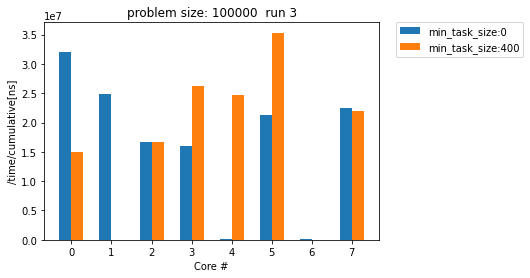 problem size: 100000  run 3
1e7
3.5
3.0
2.5
2.0
1.5
1.0
0.5
0.0
/time/cumulative[ns]
0 1 2 3 4 5 6 7
Core #
min_task_size:0
min_task_size:400